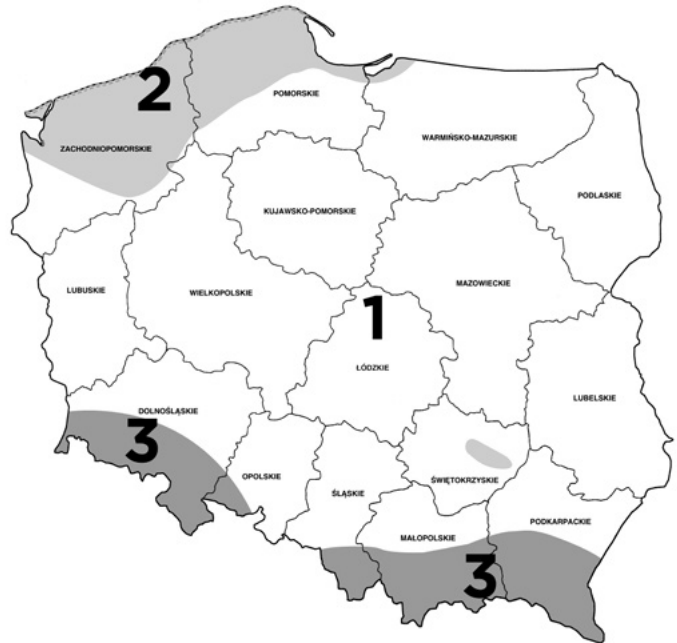 2
POMORSKIE
ZACHODNIOPOMORSKIE
WARMIŃSKO-MAZURSKIE
PODLASKIE
KUJAWSKO-POMORSKIE
LUBUSKIE
WIELKOPOLSKIE
MAZOWIECKIE
1
ŁÓDZKIE
LUBELSKIE
DOLNOŚLĄSKIE
3
OPOLSKIE
ŚLĄSKIE
ŚWIĘTOKRZYSKIE
PODKARPACKIE
MAŁOPOLSKIE
3